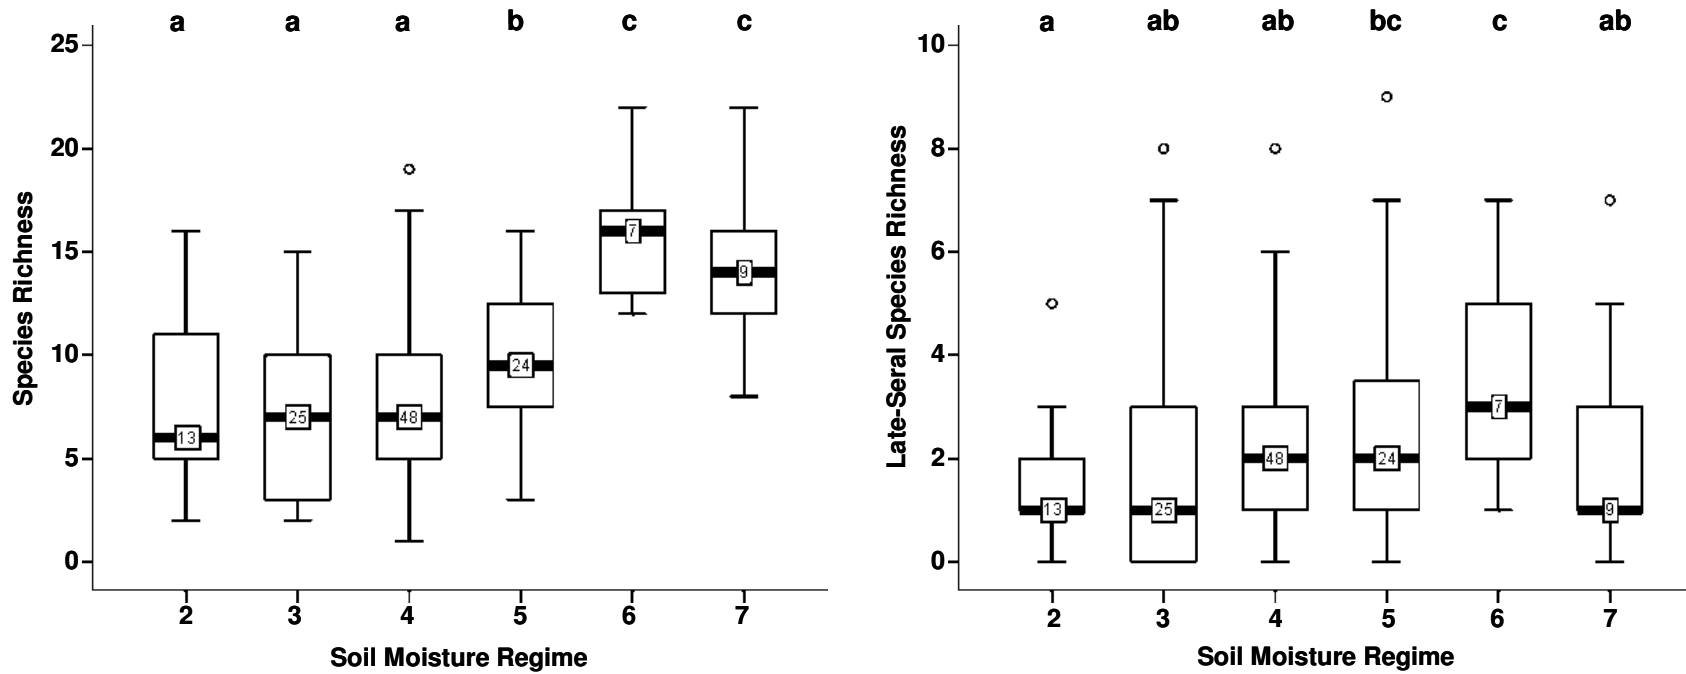 a a a b c c
25
20
15
10
5
0
Species Richness
13 25 48 24 7 9
2 3 4 5 6 7
Soil Moisture Regime
a ab ab bc c ab
10
8
6
4
2
0
Late-Seral Species Richness
13 25 48 24 7 9
2 3 4 5 6 7
Soil Moisture Regime